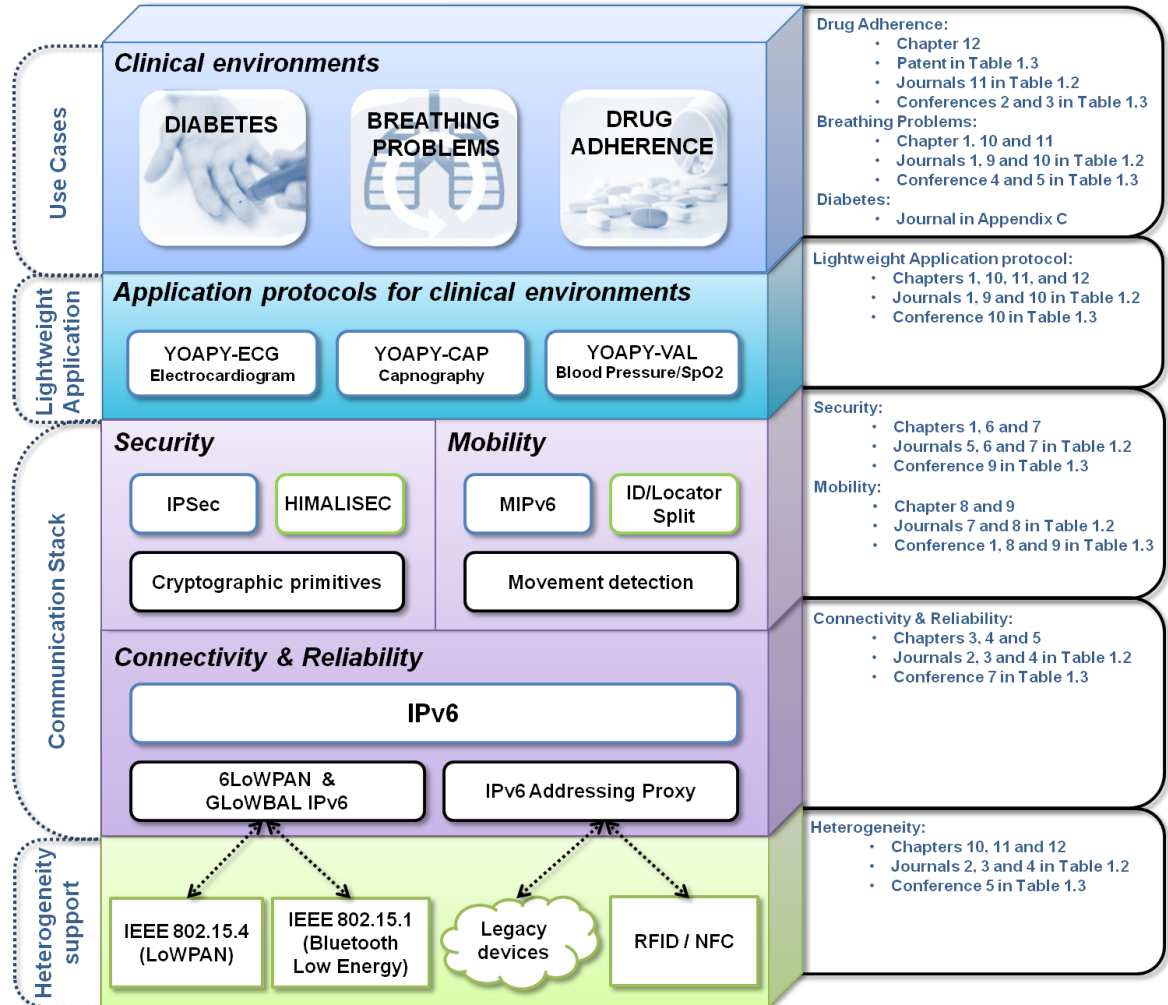 Use Cases
Clinical environments
DIABETES
BREATHING
PROBLEMS
DRUG
ADHERENCE
Drug Adherence:
• Chapter 12
• Patent in Table 1.3
• Journals 11 in Table 1.2
• Conferences 2 and 3 in Table 1.3
Breathing Problems:
• Chapter 1. 10 and 11
• Journals 1, 9 and 10 in Table 1.2
• Conference 4 and 5 in Table 1.3
Diabetes:
• Journal in Appendix C
Lightweight
Application
Application protocols for clinical environments
YOAPY-ECG
Electrocardiogram
YOAPY-CAP
Capnography
YOAPY-VAL
Blood Pressure/SpO2
Lightweight Application protocol:
• Chapters 1, 10, 11, and 12
• Journals 1, 9 and 10 in Table 1.2
• Conference 10 in Table 1.3
Communication Stack
Security
IPSec
HIMALISEC
Cryptographic primitives
Mobility
MIPv6
ID/Locator
Split
Movement detection
Security:
• Chapters 1, 6 and 7
• Journals 5, 6 and 7 in Table 1.2
• Conference 9 in Table 1.3
Mobility:
• Chapter 8 and 9
• Journals 7 and 8 in Table 1.2
• Conference 1, 8 and 9 in Table 1.3
Connectivity & Reliability
IPv6
6LoWPAN &
GLoWBAL IPv6
IPv6 Addressing Proxy
Connectivity & Reliability:
• Chapters 3, 4 and 5
• Journals 2, 3 and 4 in Table 1.2
• Conference 7 in Table 1.3
Heterogeneity
support
IEEE 802.15.4
(LoWPAN)
IEEE 802.15.1
(Bluetooth
Low Energy)
Legacy
devices
RFID / NFC
Heterogeneity:
• Chapters 10, 11 and 12
• Journals 2, 3 and 4 in Table 1.2
• Conference 5 in Table 1.3